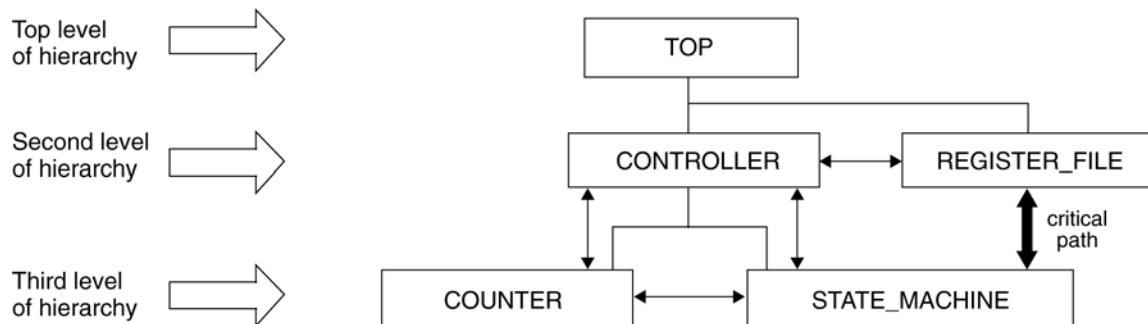 Top level
of hierarchy
TOP
Second level
of hierarchy
CONTROLLER
REGISTER_FILE
critical
path
Third level
of hierarchy
COUNTER
STATE_MACHINE